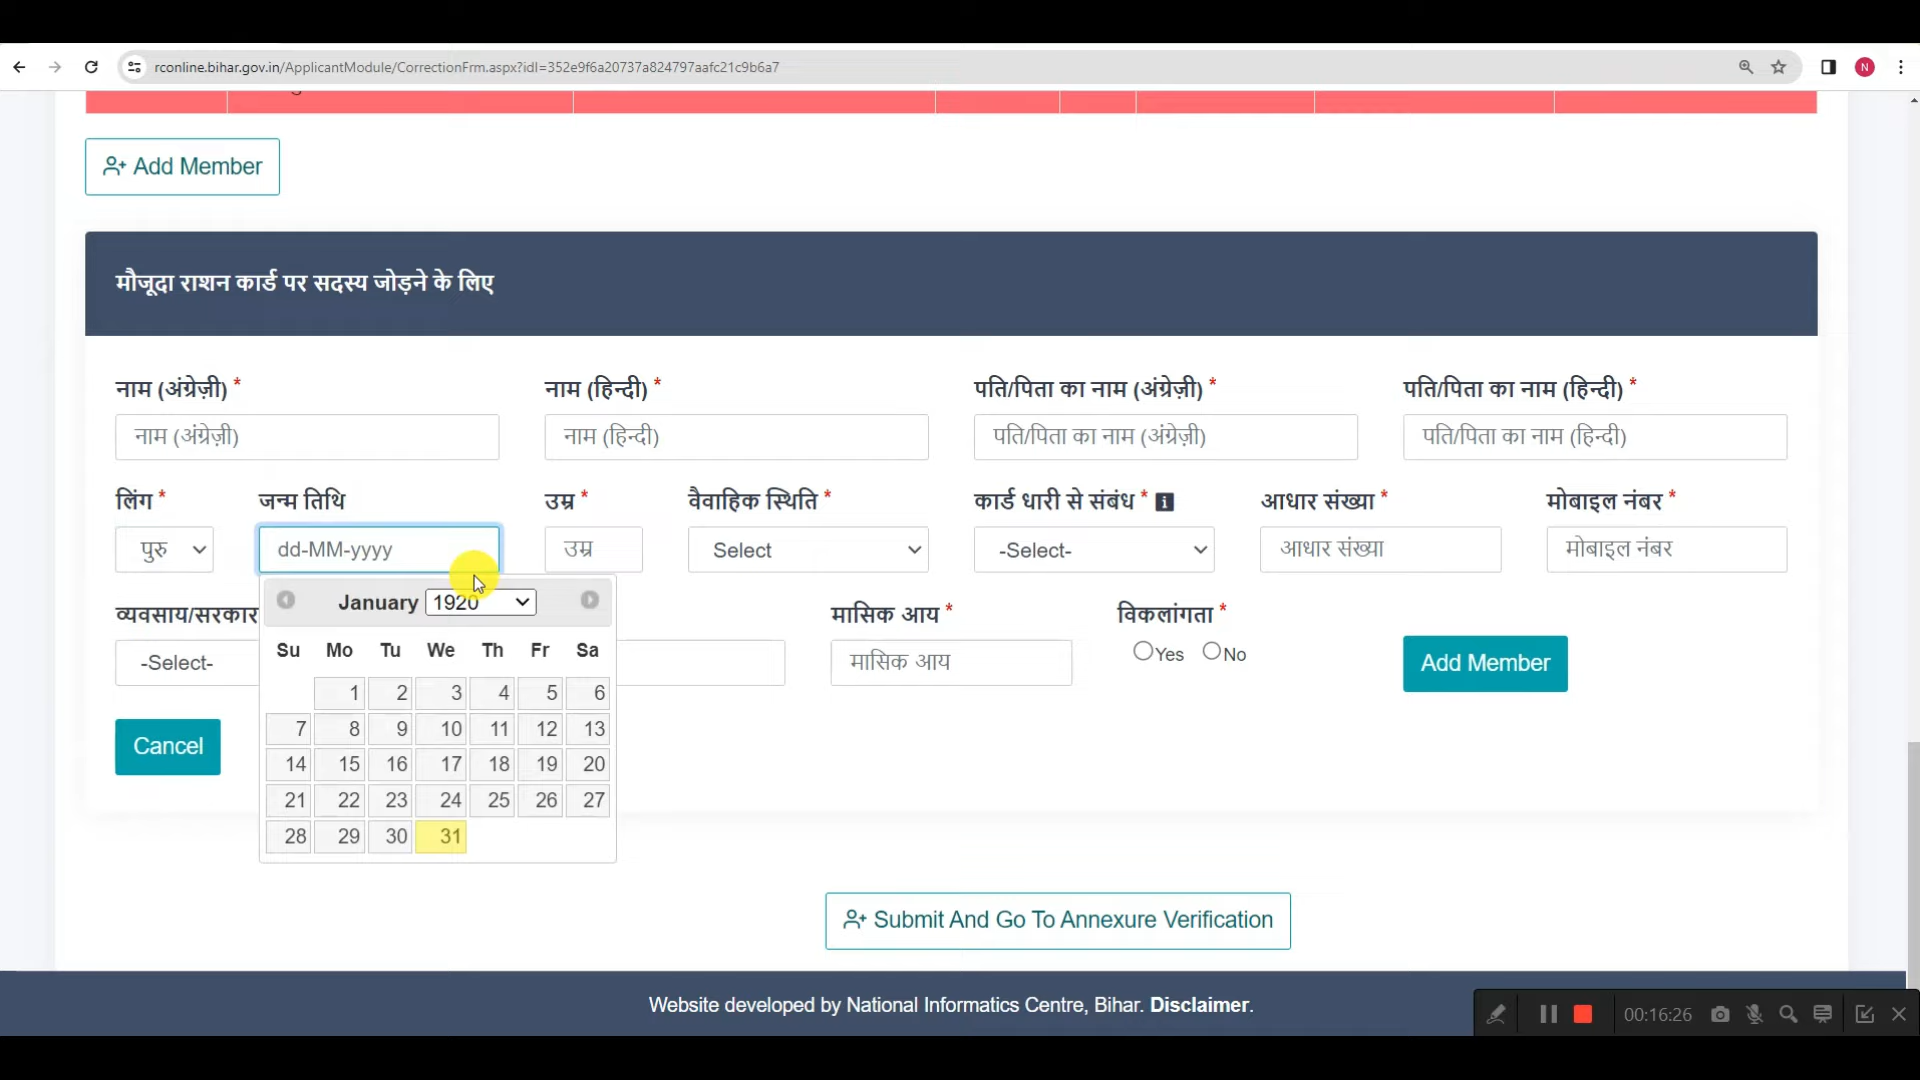 rconline.bihar.gov.in/ApplicantModule/CorrectionFrm.aspx?idl=352e9f6a20737a824797aafc21c9b6a7
N
Add Member
मौजूदा राशन कार्ड पर सदस्य जोड़ने के लिए
नाम (अंग्रेज़ी) * नाम (हिन्दी) * पति/पिता का नाम (अंग्रेज़ी) * पति/पिता का नाम (हिन्दी) *
नाम (अंग्रेज़ी) नाम (हिन्दी) पति/पिता का नाम (अंग्रेज़ी) पति/पिता का नाम (हिन्दी)
लिंग * जन्म तिथि उम्र * वैवाहिक स्थिति * कार्ड धारी से संबंध * आधार संख्या * मोबाइल नंबर *
पुरु dd-MM-yyyy उम्र Select -Select- आधार संख्या मोबाइल नंबर
व्यवसाय/सरकार January 1920 मासिक आय * विकलांगता *
-Select- Su Mo Tu We Th Fr Sa मासिक आय Yes No Add Member
1 2 3 4 5 6
7 8 9 10 11 12 13
Cancel
14 15 16 17 18 19 20
21 22 23 24 25 26 27
28 29 30 31
Submit And Go To Annexure Verification
Website developed by National Informatics Centre, Bihar. Disclaimer.
00:16:26